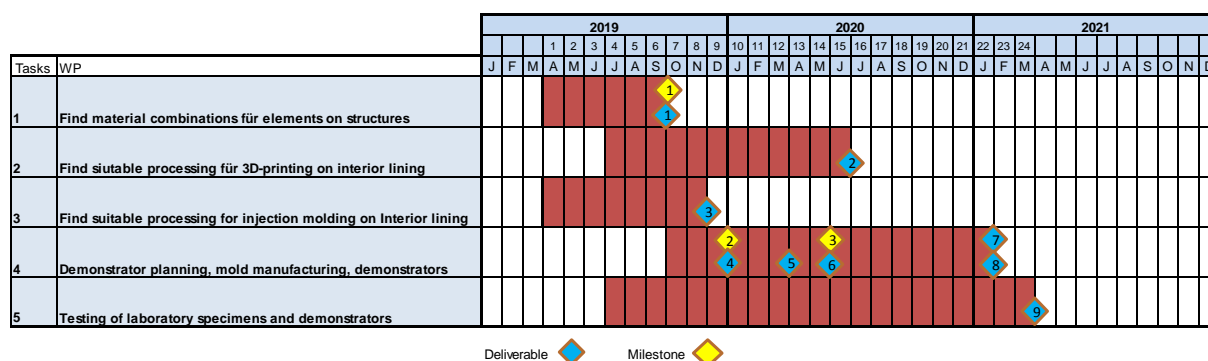 2019 2020 2021
1 2 3 4 5 6 7 8 9 10 11 12 13 14 15 16 17 18 19 20 21 22 23 24
Tasks WP J F M A M J J A S O N D J F M A M J J A S O N D J F M A M J J A S O N D
1
1 Find material combinations für elements on structures 1
2 Find siutable processing für 3D-printing on interior lining 2
3 Find suitable processing for injection molding on Interior lining 3
2 3 7
4 Demonstrator planning, mold manufacturing, demonstrators 4 5 6 8
5 Testing of laboratory specimens and demonstrators 9
Deliverable Milestone